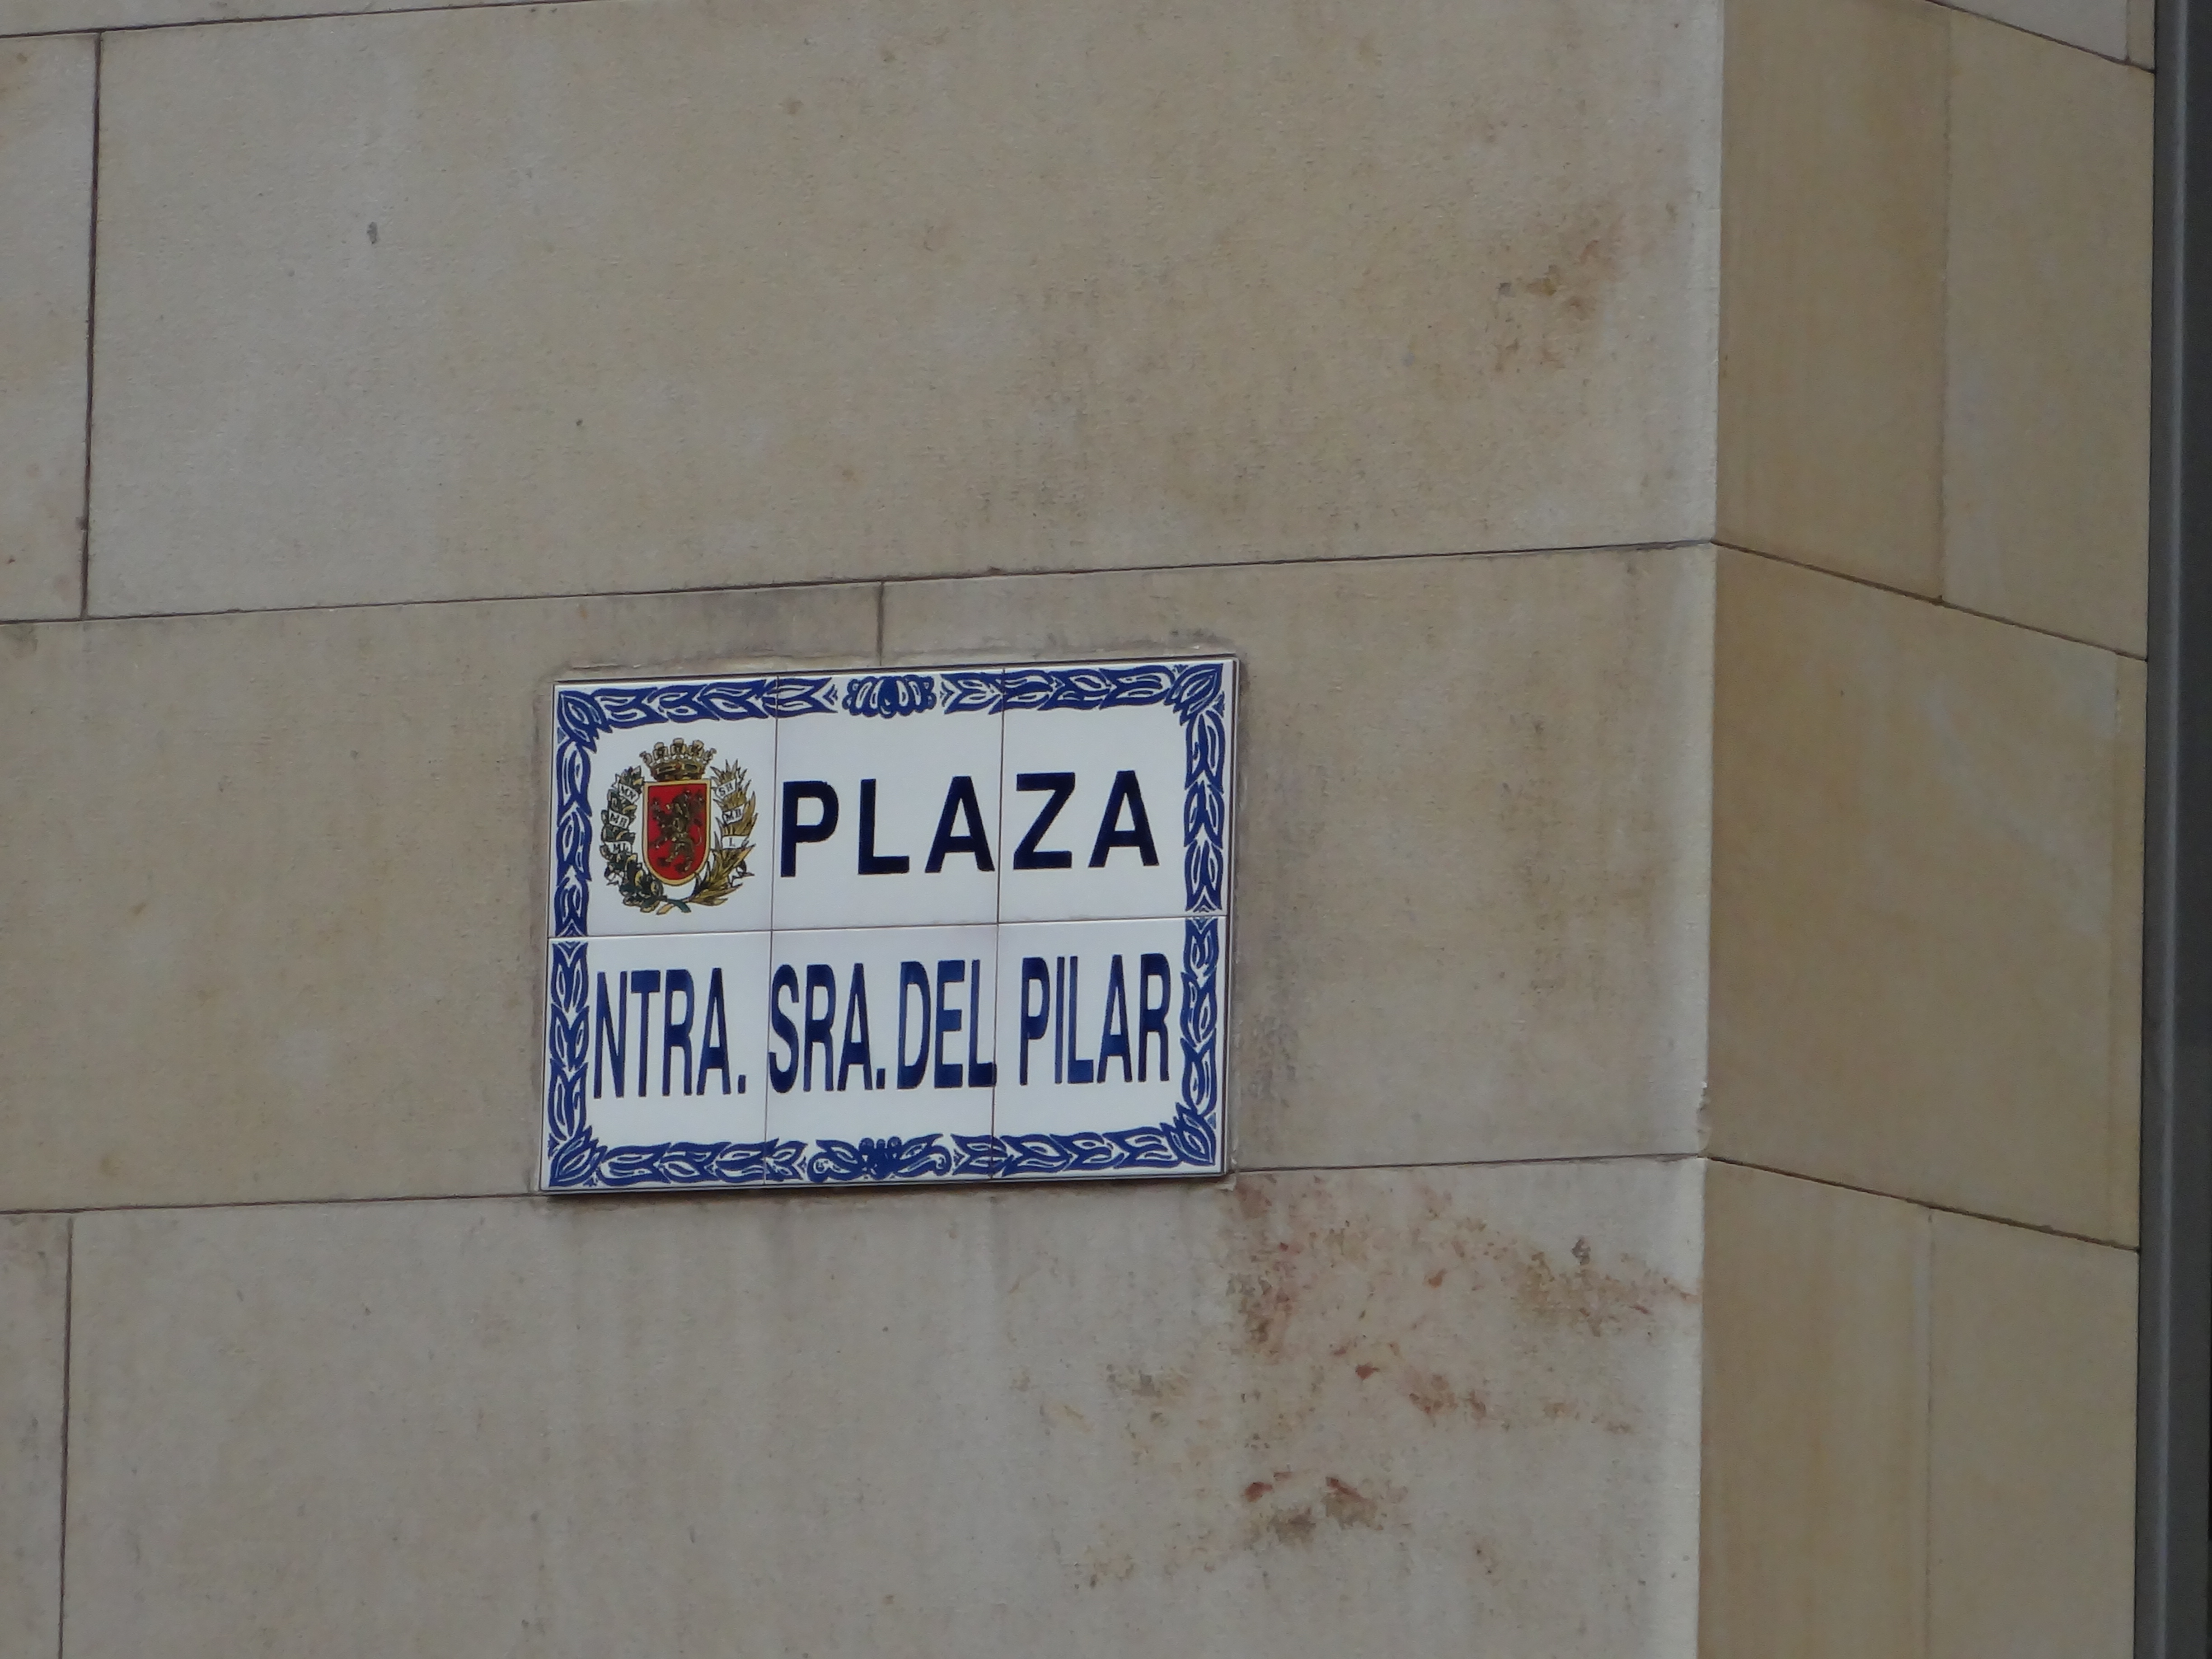 PLAZA
NTRA. SRA. DEL PILAR